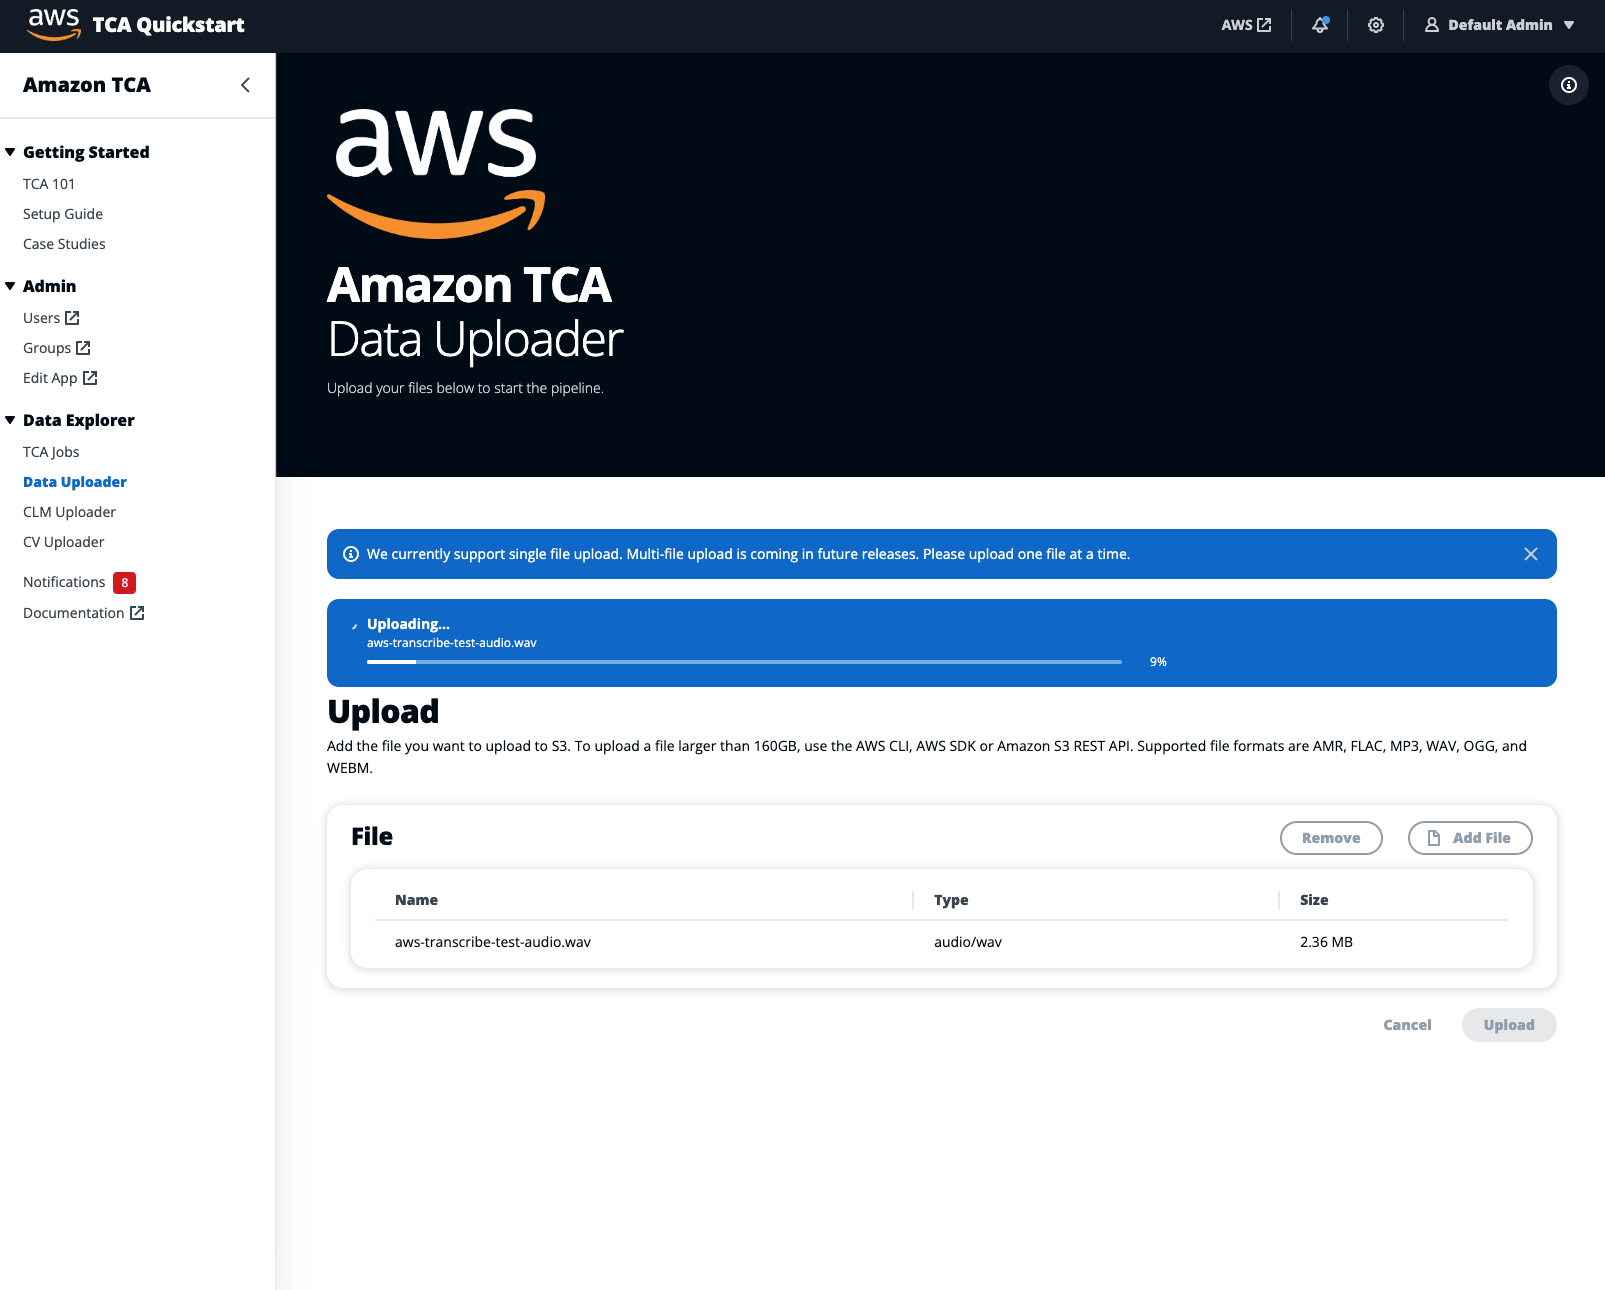 aws TCA Quickstart
AWS
Default Admin
Amazon TCA
Getting Started
TCA 101
Setup Guide
Case Studies
Admin
Users
Groups
Edit App
Data Explorer
TCA Jobs
Data Uploader
CLM Uploader
CV Uploader
Notifications 8
Documentation
aws
Amazon TCA
Data Uploader
Upload your files below to start the pipeline.
We currently support single file upload. Multi-file upload is coming in future releases. Please upload one file at a time.
Uploading...
aws-transcribe-test-audio.wav
9%
Upload
Add the file you want to upload to S3. To upload a file larger than 160GB, use the AWS CLI, AWS SDK or Amazon S3 REST API. Supported file formats are AMR, FLAC, MP3, WAV, OGG, and
WEBM.
File
Remove
Add File
Name Type Size
aws-transcribe-test-audio.wav audio/wav 2.36 MB
Cancel
Upload